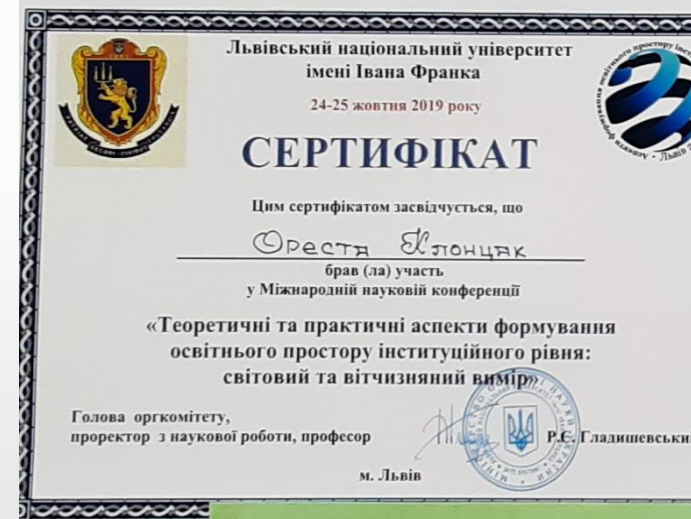 Львівський національний університет
імені Івана Франка
24-25 жовтня 2019 року
СЕРТИФІКАТ
Цим сертифікатом засвідчується, що
Ореста Клонцак
брав (ла) участь
у Міжнародній науковій конференції
«Теоретичні та практичні аспекти формування
освітнього простору інституційного рівня:
світовий та вітчизняний вимір»
Голова оргкомітету,
проректор з наукової роботи, професор
Р.Є. Гладишевськи
м. Львів